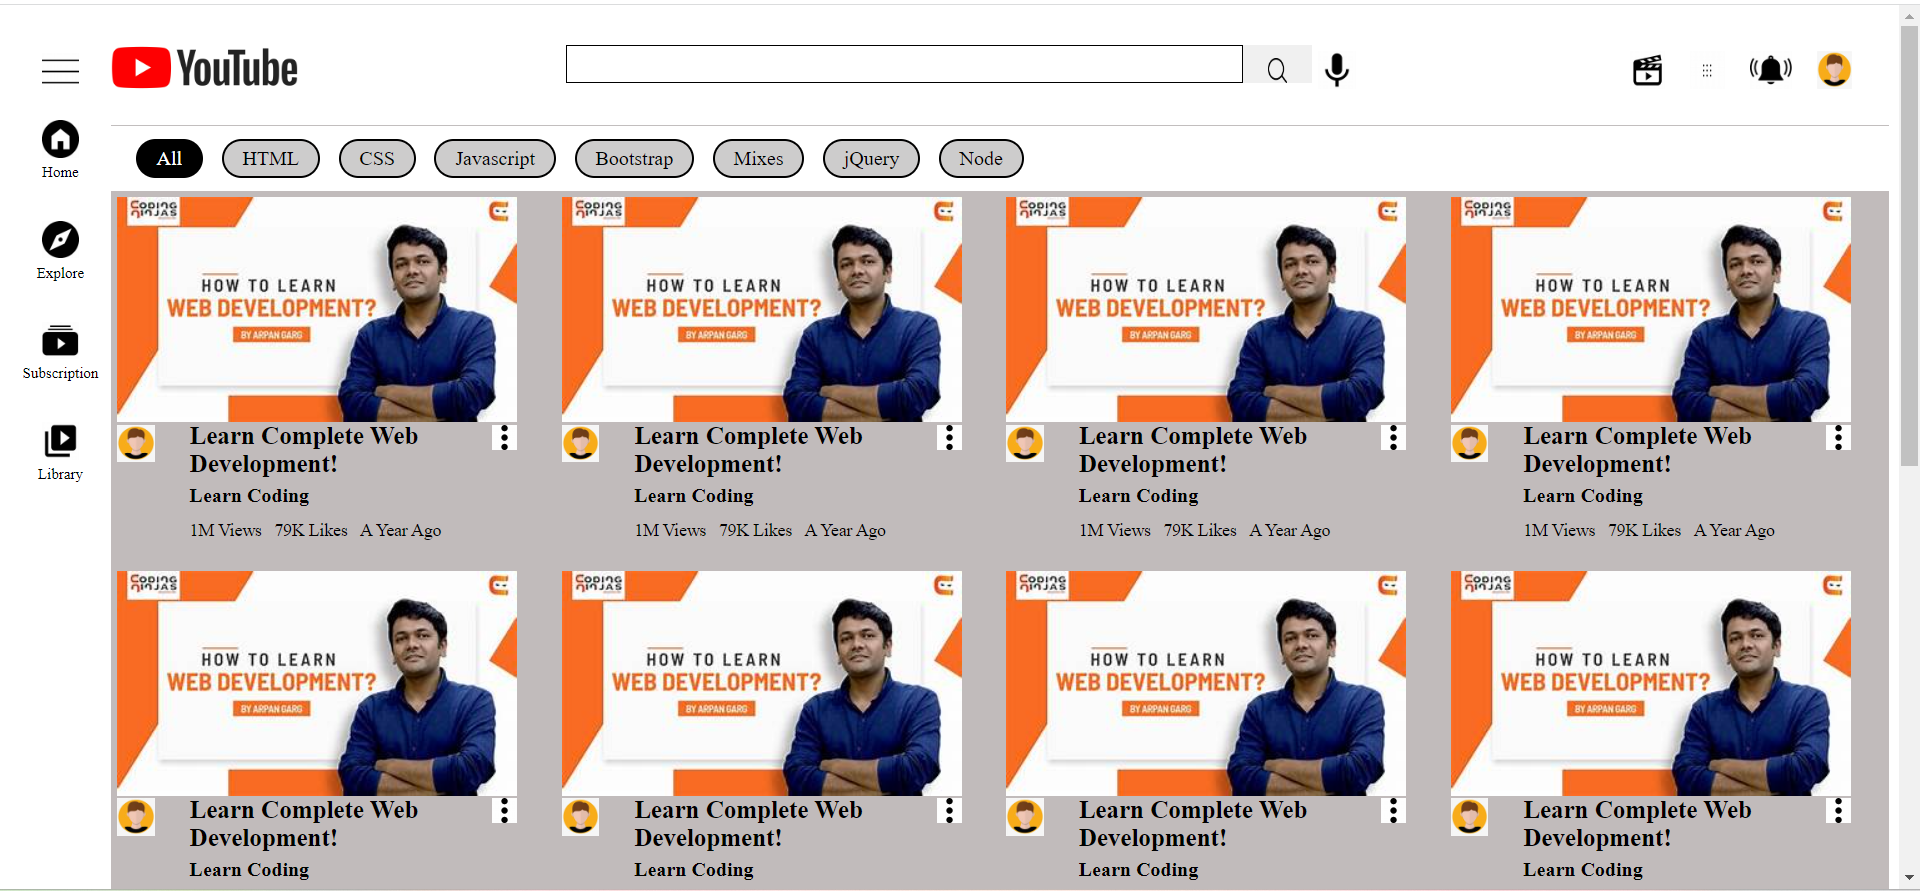 YouTube
All HTML CSS Javascript Bootstrap Mixes jQuery Node
Home
Explore
Subscription
Library
CODING NINJAS
HOW TO LEARN
WEB DEVELOPMENT?
BY ARPAN GARG
Learn Complete Web
Development!
Learn Coding
1M Views 79K Likes A Year Ago
CODING NINJAS
HOW TO LEARN
WEB DEVELOPMENT?
BY ARPAN GARG
Learn Complete Web
Development!
Learn Coding
1M Views 79K Likes A Year Ago
CODING NINJAS
HOW TO LEARN
WEB DEVELOPMENT?
BY ARPAN GARG
Learn Complete Web
Development!
Learn Coding
1M Views 79K Likes A Year Ago
CODING NINJAS
HOW TO LEARN
WEB DEVELOPMENT?
BY ARPAN GARG
Learn Complete Web
Development!
Learn Coding
1M Views 79K Likes A Year Ago
CODING NINJAS
HOW TO LEARN
WEB DEVELOPMENT?
BY ARPAN GARG
Learn Complete Web
Development!
Learn Coding
CODING NINJAS
HOW TO LEARN
WEB DEVELOPMENT?
BY ARPAN GARG
Learn Complete Web
Development!
Learn Coding
CODING NINJAS
HOW TO LEARN
WEB DEVELOPMENT?
BY ARPAN GARG
Learn Complete Web
Development!
Learn Coding
CODING NINJAS
HOW TO LEARN
WEB DEVELOPMENT?
BY ARPAN GARG
Learn Complete Web
Development!
Learn Coding